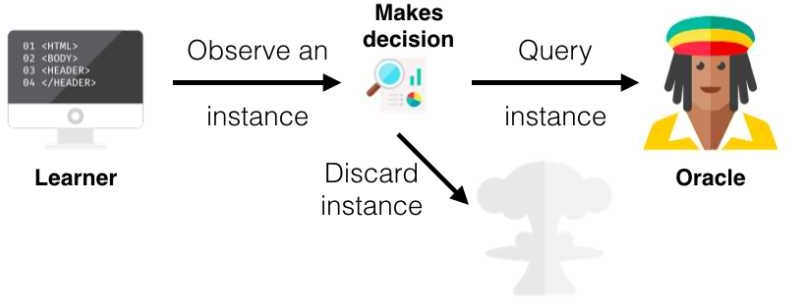 01 <HTML>
02 <BODY>
03 <HEADER>
04 </HEADER>
Learner
Observe an
instance
Makes
decision
Query
instance
Discard
instance
Oracle